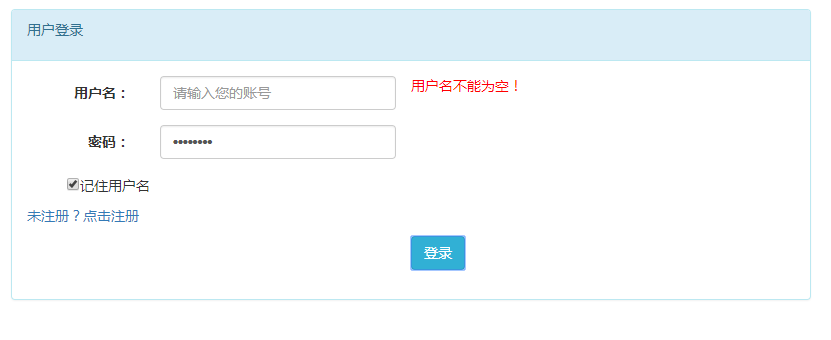 用户登录
用户名： 请输入您的账号 用户名不能为空！
密码： ••••••••
记住用户名
未注册？点击注册
登录